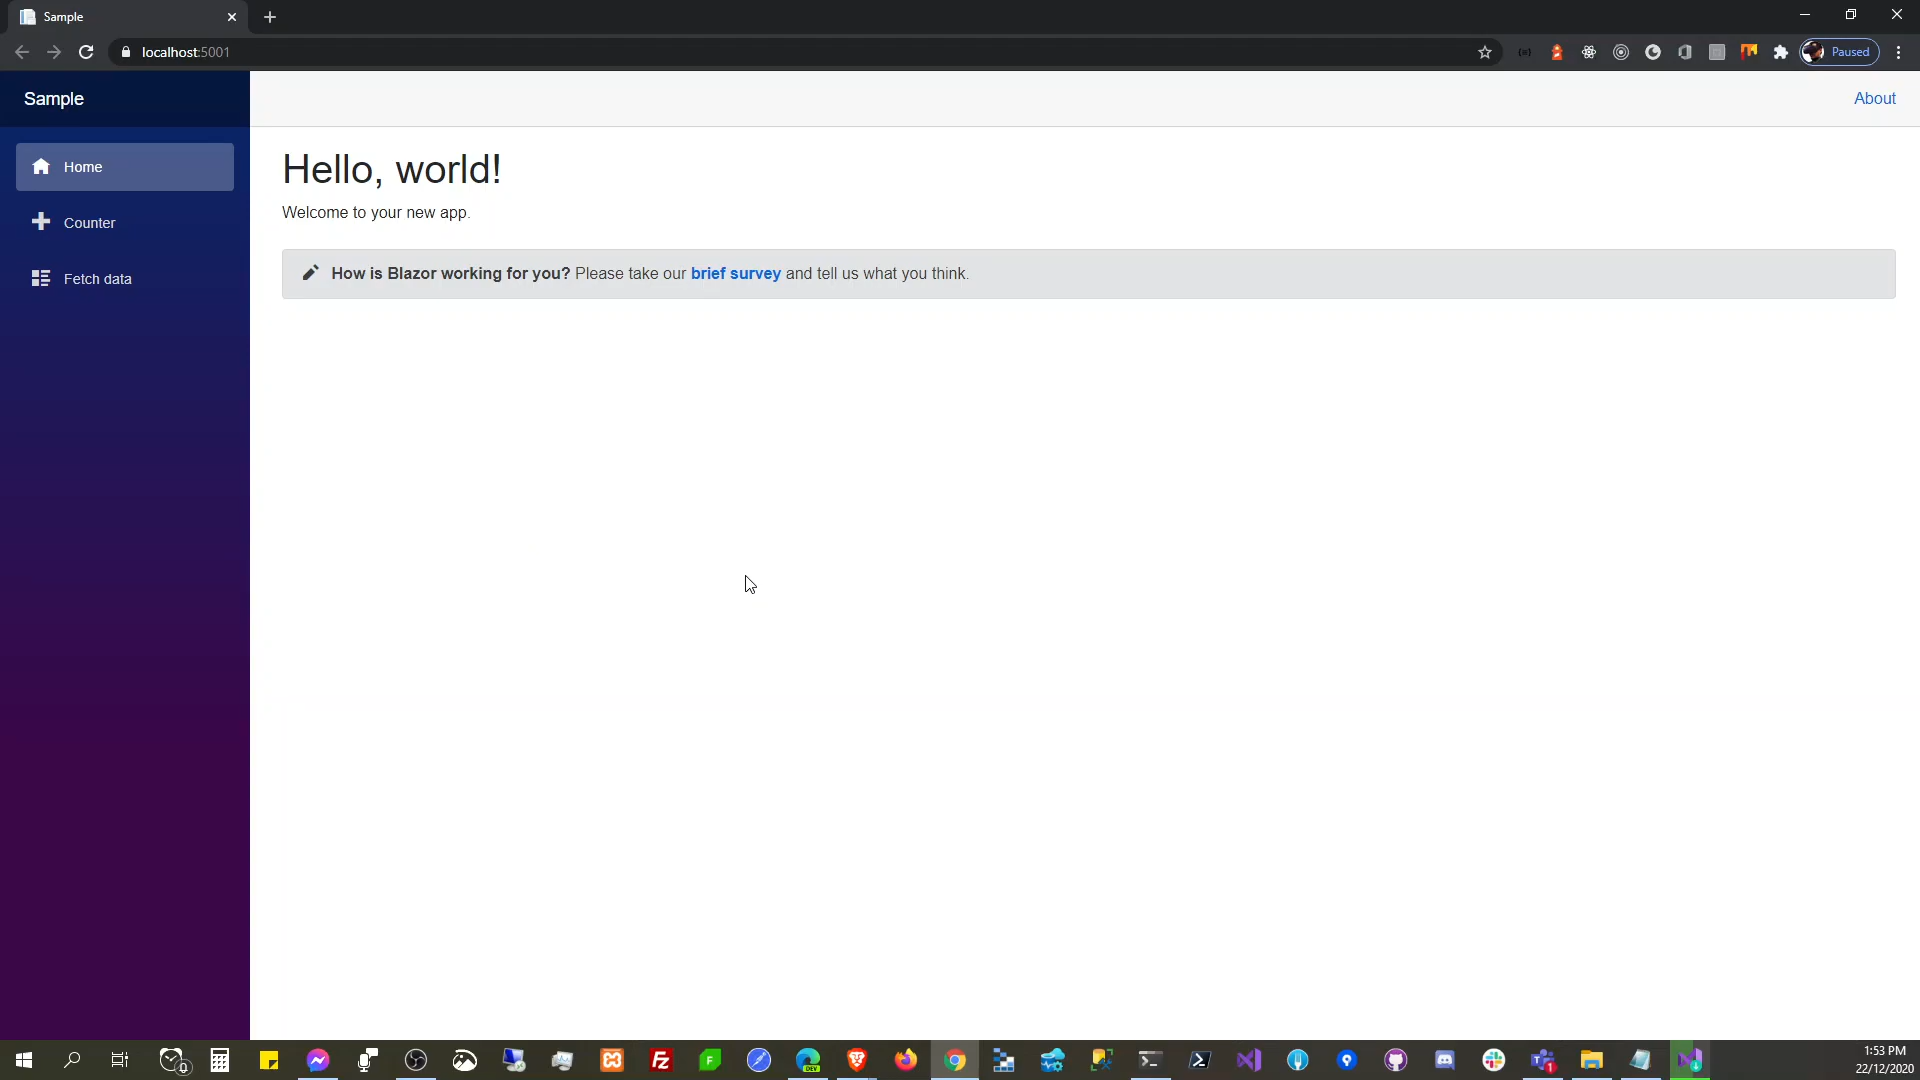 Sample
localhost:5001
Paused
Sample
About
Home
Counter
Fetch data
Hello, world!
Welcome to your new app.
How is Blazor working for you? Please take our brief survey and tell us what you think.
DEV
1
1:53 PM
22/12/2020